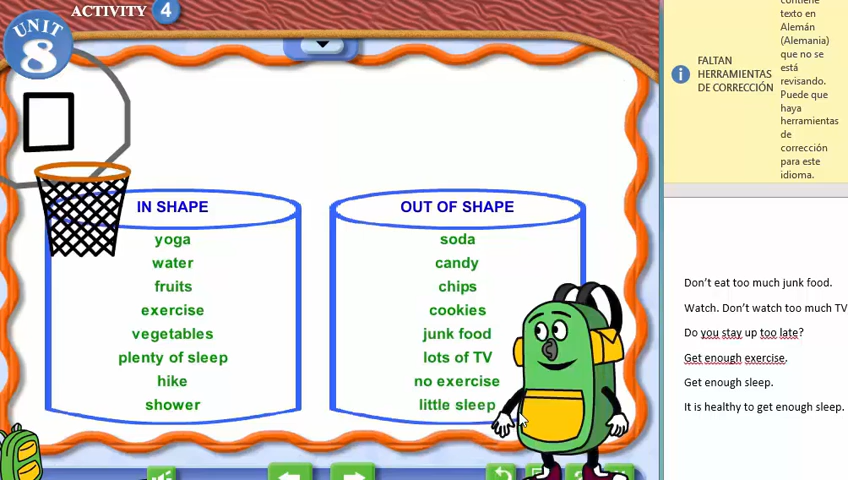 ACTIVITY 4
UNIT
8
IN SHAPE
yoga
water
fruits
exercise
vegetables
plenty of sleep
hike
shower
OUT OF SHAPE
soda
candy
chips
cookies
junk food
lots of TV
no exercise
little sleep
FALTAN
HERRAMIENTAS
DE CORRECCIÓN
contiene
texto en
Alemán
(Alemania)
que no se
está
revisando.
Puede que
haya
herramientas
de
corrección
para este
idioma.
Don't eat too much junk food.
Watch. Don't watch too much TV
Do you stay up too late?
Get enough exercise.
Get enough sleep.
It is healthy to get enough sleep.